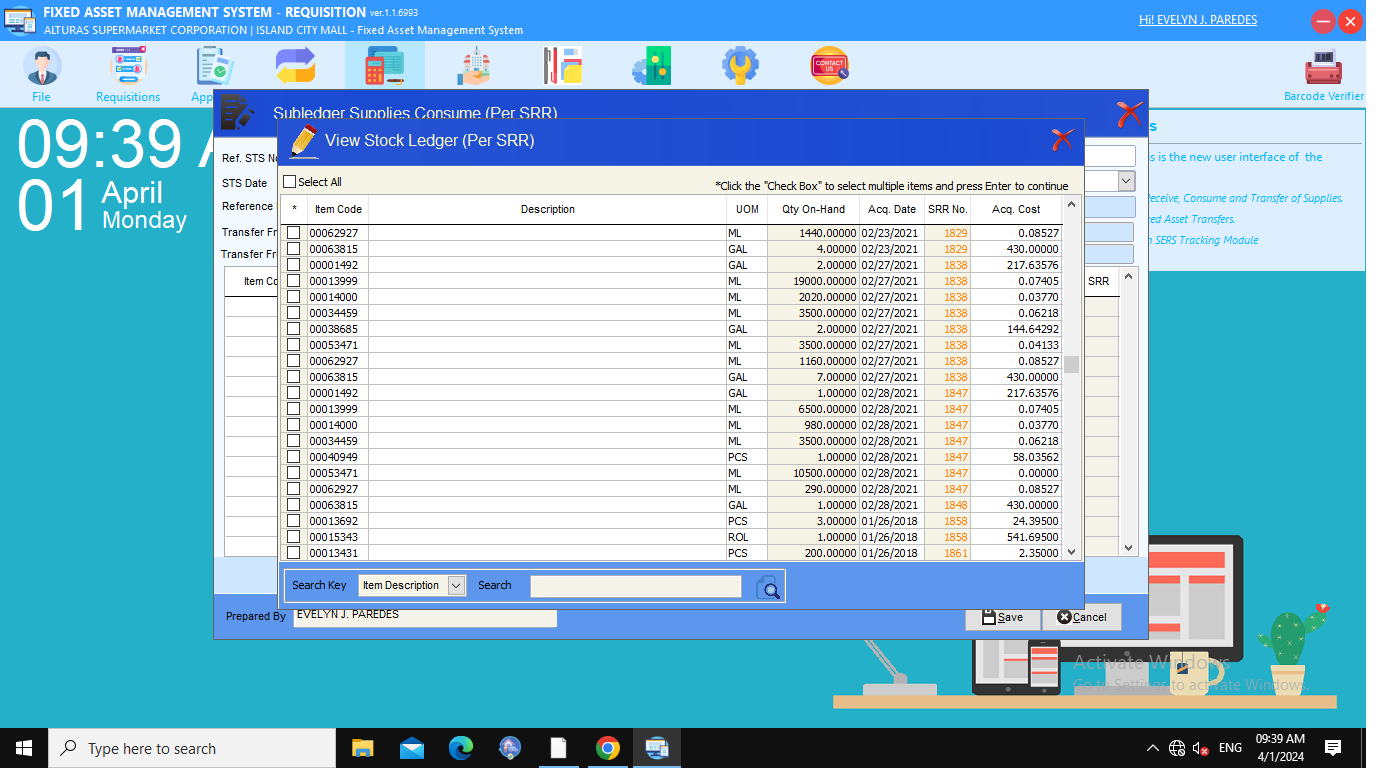 FIXED ASSET MANAGEMENT SYSTEM - REQUISITION ver.1.1.6993
ALTURAS SUPERMARKET CORPORATION | ISLAND CITY MALL - Fixed Asset Management System
Hi! EVELYN J. PAREDES
CONTACT US
File
Requisitions
App
Barcode Verifier
09:39
01
April
Monday
Subledger Supplies Consume (Per SRR)
View Stock Ledger (Per SRR)
s
s is the new user interface of the
eceive, Consume and Transfer of Supplies.
ed Asset Transfers.
SERS Tracking Module
Ref. STS No
STS Date
Reference
Transfer Fr
Transfer Fr
Item Co
SRR
Select All
*Click the "Check Box" to select multiple items and press Enter to continue
* Item Code Description UOM Qty On-Hand Acq. Date SRR No. Acq. Cost
00062927 ML 1440.00000 02/23/2021 1829 0.08527
00063815 GAL 4.00000 02/23/2021 1829 430.00000
00001492 GAL 2.00000 02/27/2021 1838 217.63576
00013999 ML 19000.00000 02/27/2021 1838 0.07405
00014000 ML 2020.00000 02/27/2021 1838 0.03770
00034459 ML 3500.00000 02/27/2021 1838 0.06218
00038685 GAL 2.00000 02/27/2021 1838 144.64292
00053471 ML 3500.00000 02/27/2021 1838 0.04133
00062927 ML 1160.00000 02/27/2021 1838 0.08527
00063815 GAL 7.00000 02/27/2021 1838 430.00000
00001492 GAL 1.00000 02/28/2021 1847 217.63576
00013999 ML 6500.00000 02/28/2021 1847 0.07405
00014000 ML 980.00000 02/28/2021 1847 0.03770
00034459 ML 3500.00000 02/28/2021 1847 0.06218
00040949 PCS 1.00000 02/28/2021 1847 58.03562
00053471 ML 10500.00000 02/28/2021 1847 0.00000
00062927 ML 290.00000 02/28/2021 1847 0.08527
00063815 GAL 1.00000 02/28/2021 1848 430.00000
00013692 PCS 3.00000 01/26/2018 1858 24.39500
00015343 ROL 1.00000 01/26/2018 1858 541.69500
00013431 PCS 200.00000 01/26/2018 1861 2.35000
Search Key Item Description Search
Prepared By EVELYN J. PAREDES
Save
Cancel
Activate Windows
Go to Settings to activate Windows.
Type here to search
ENG
09:39 AM
4/1/2024